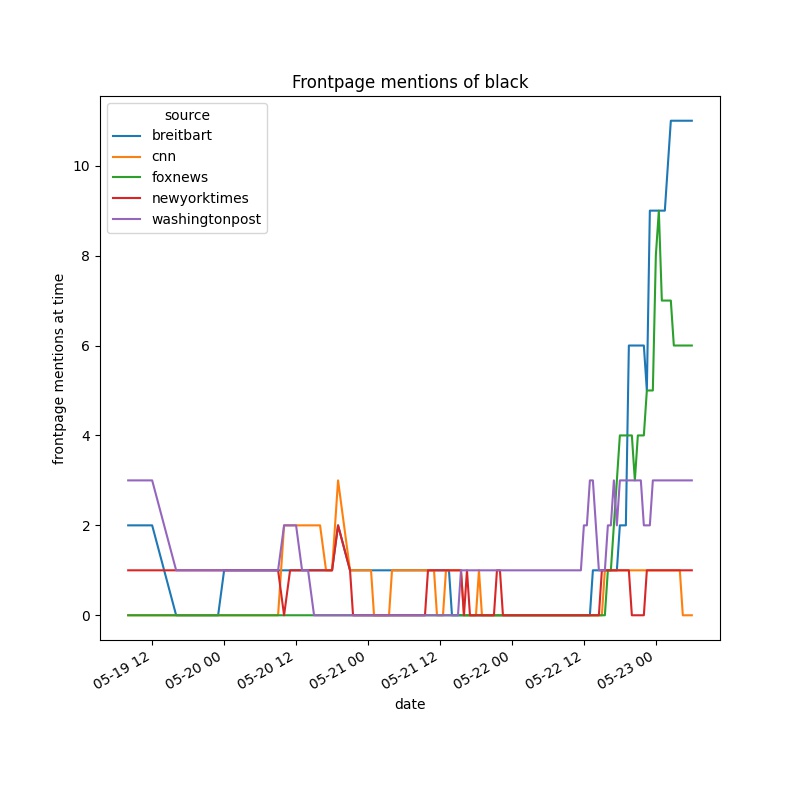 Frontpage mentions of black
source
breitbart
cnn
foxnews
newyorktimes
washingtonpost
frontpage mentions at time
10
8
6
4
2
0
05-19 12
05-20 00
05-20 12
05-21 00
05-21 12
05-22 00
05-22 12
05-23 00
date